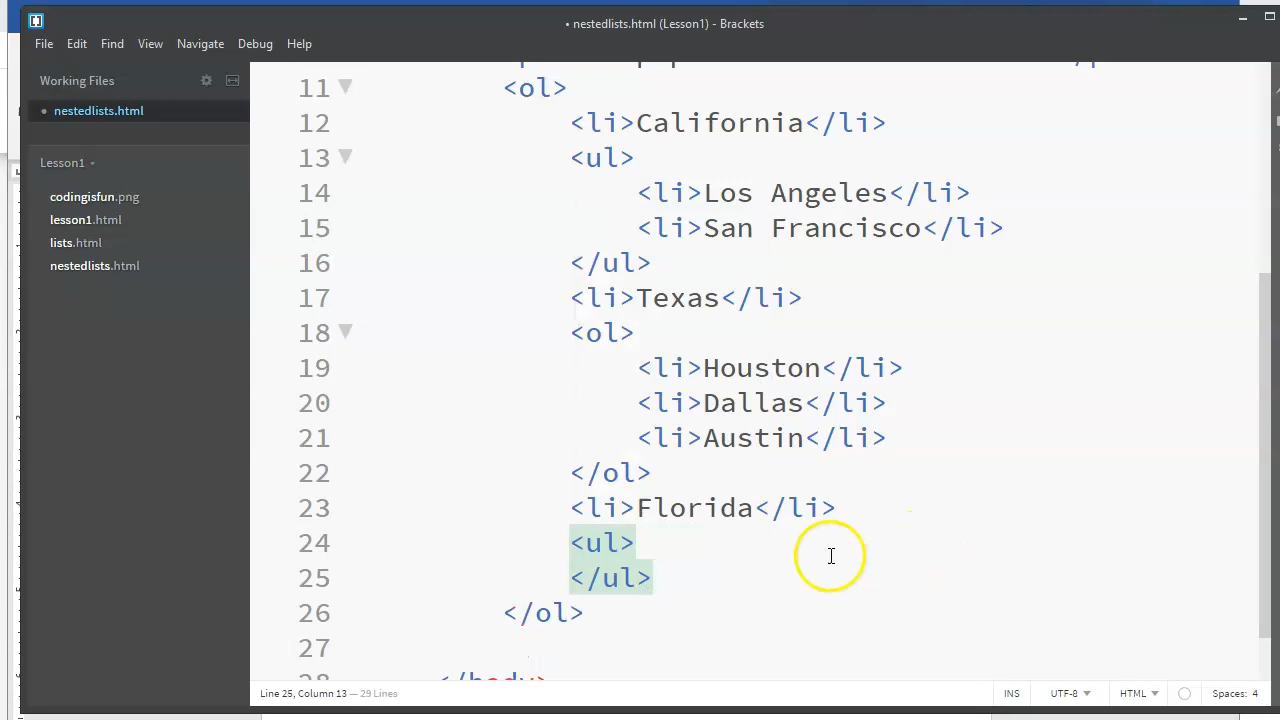 • nestedlists.html (Lesson1) - Brackets
File Edit Find View Navigate Debug Help
Working Files
• nestedlists.html
Lesson1
codingisfun.png
lesson1.html
lists.html
nestedlists.html
11 <ol>
12 <li>California</li>
13 <ul>
14 <li>Los Angeles</li>
15 <li>San Francisco</li>
16 </ul>
17 <li>Texas</li>
18 <ol>
19 <li>Houston</li>
20 <li>Dallas</li>
21 <li>Austin</li>
22 </ol>
23 <li>Florida</li>
24 <ul>
25 </ul>
26 </ol>
27
28 </body>
Line 25, Column 13 — 29 Lines INS UTF-8 HTML Spaces: 4